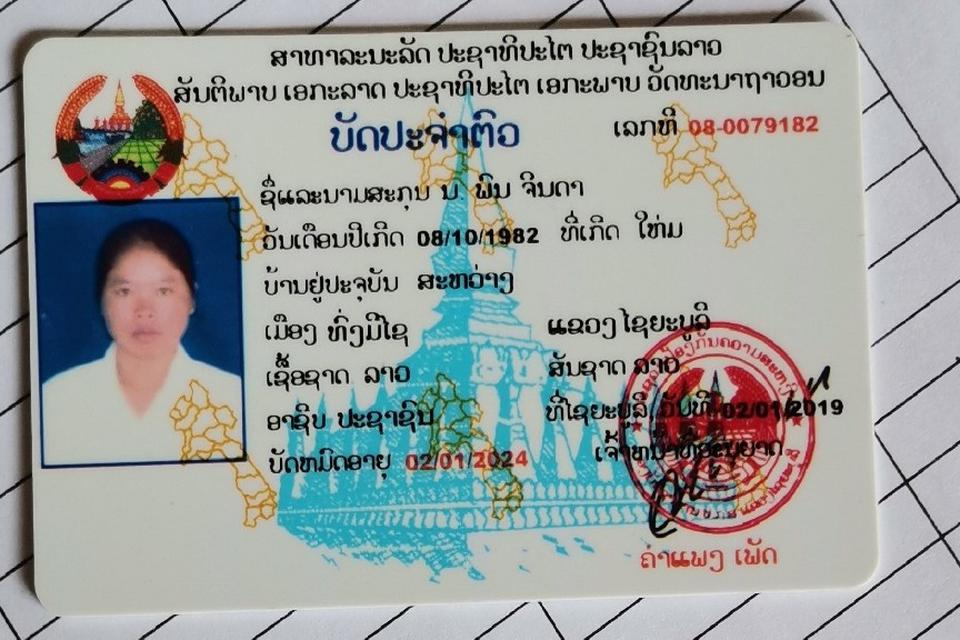 ສາທາລະນະລັດ ປະຊາທິປະໄຕ ປະຊາຊົນລາວ
ສັນຕິພາບ ເອກະລາດ ປະຊາທິປະໄຕ ເອກະພາບ ວັດທະນາຖາວອນ
ບັດປະຈຳຕົວ
ເລກທີ 08-0079182
ຊື່ແລະນາມສະກຸນ ນ. ພົນ ຈິນດາ
ວັນເດືອນປີເກີດ 08/10/1982 ທີ່ເກີດ ໃຫ່ມ
ບ້ານຢູ່ປະຈຸບັນ ສະຫວ່າງ
ເມືອງ ທົ່ງມີໄຊ ແຂວງ ໄຊຍະບູລີ
ເຊື້ອຊາດ ລາວ ສັນຊາດ ລາວ
ອາຊີບ ປະຊາຊົນ ທີ່ໄຊຍະບູລີ, ວັນທີ 02/01/2019
ບັດຫມົດອາຍຸ 02/01/2024 ເຈົ້າຫນ້າທີ່ອະນຸຍາດ
ຄຳແພງ ເພັດ